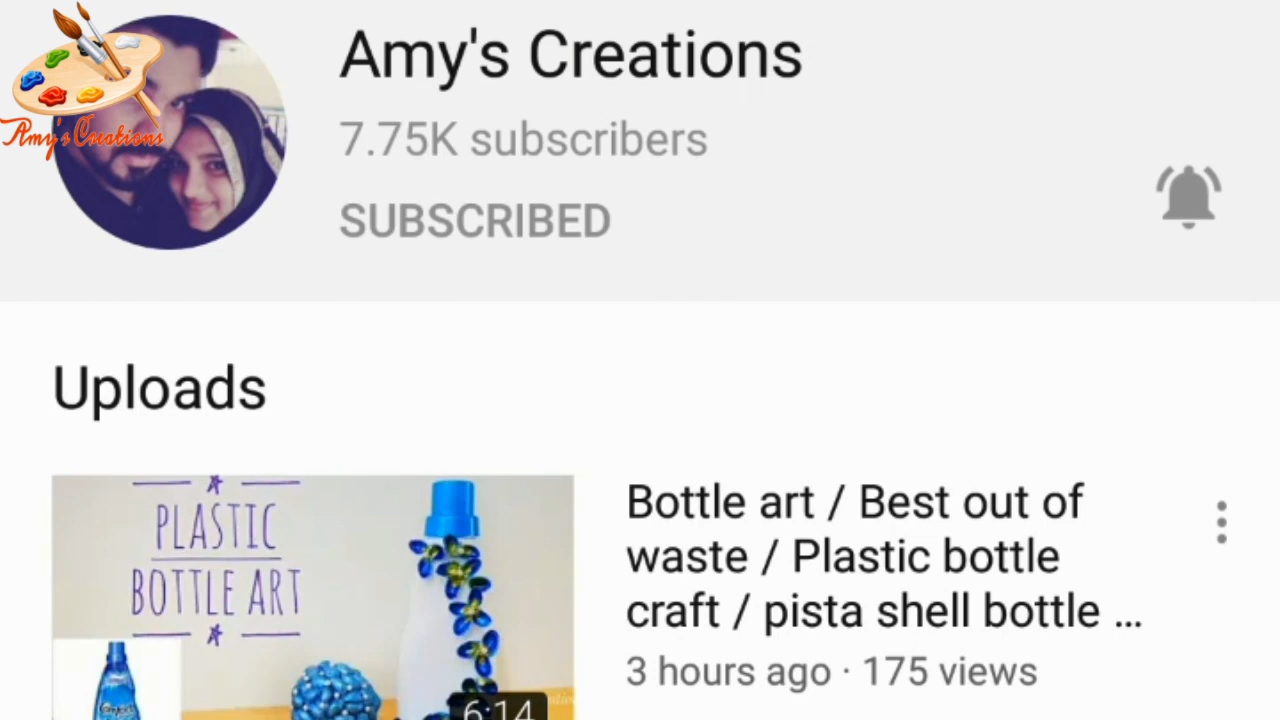 Amy's Creations
Amy's Creations
7.75K subscribers
SUBSCRIBED
Uploads
PLASTIC
BOTTLE ART
6:14
Bottle art / Best out of
waste / Plastic bottle
craft / pista shell bottle ...
3 hours ago · 175 views